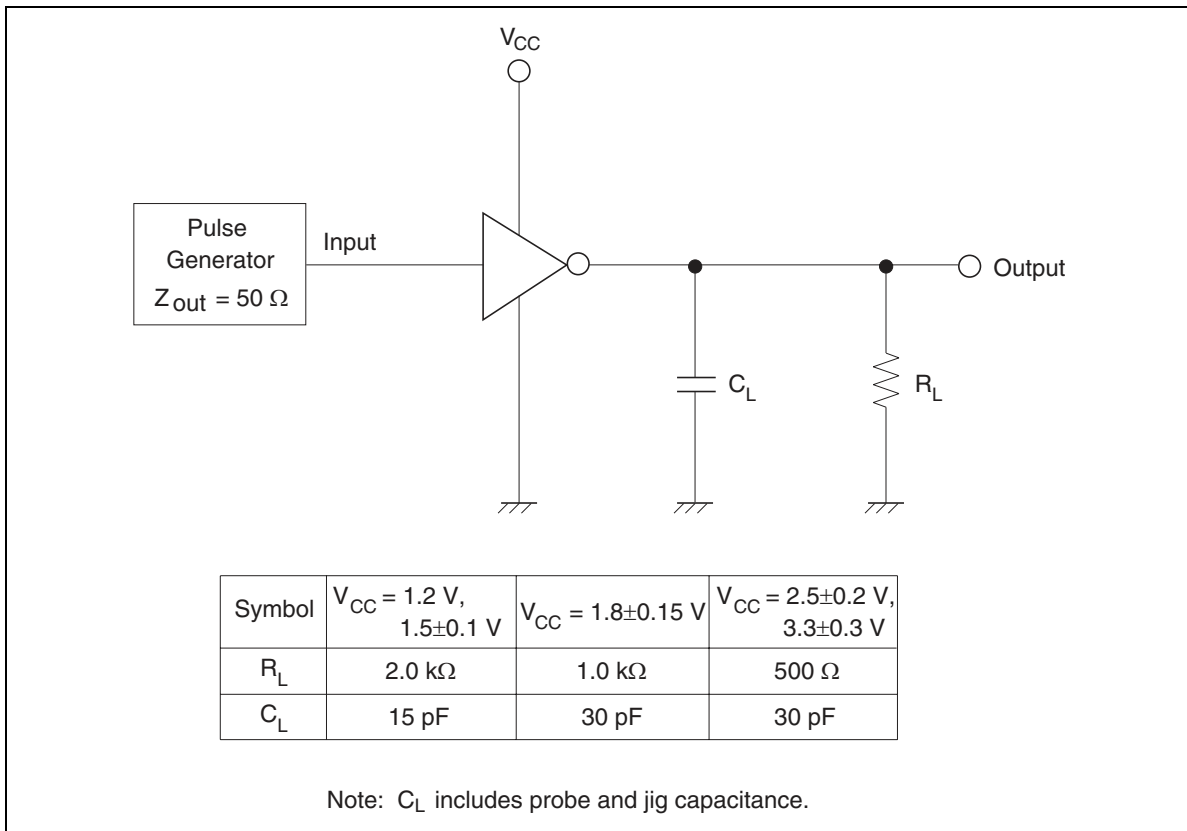 VCC
Pulse
Generator
Zout = 50 Ω
Input
Output
CL
RL
Symbol
VCC = 1.2 V,
1.5±0.1 V
VCC = 1.8±0.15 V
VCC = 2.5±0.2 V,
3.3±0.3 V
RL
2.0 kΩ
1.0 kΩ
500 Ω
CL
15 pF
30 pF
30 pF
Note: CL includes probe and jig capacitance.